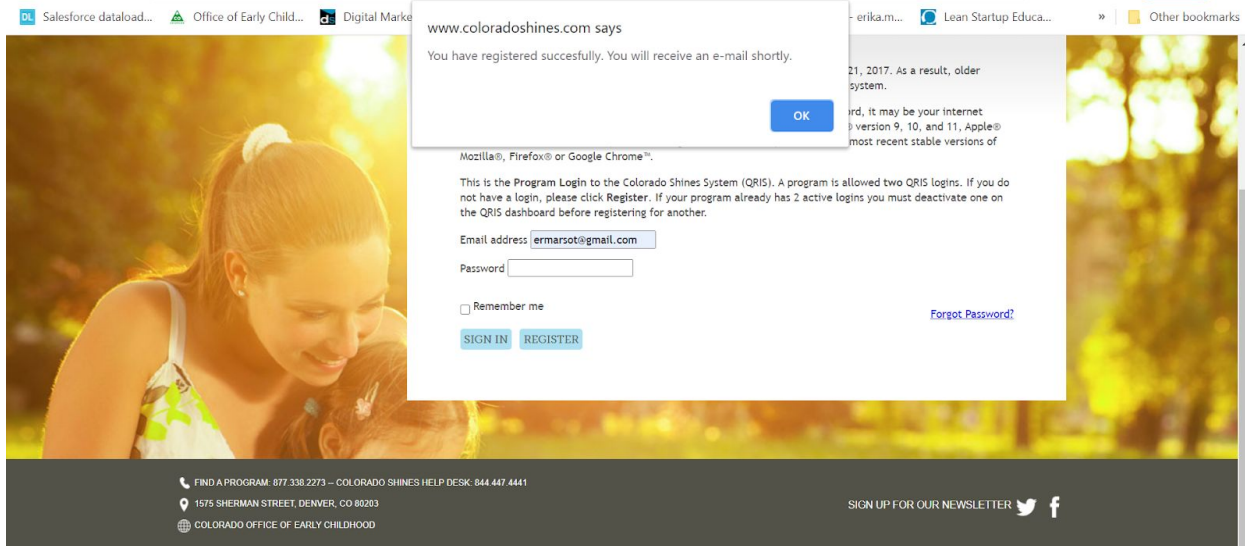 DL Salesforce dataload... Office of Early Child... ds Digital Marke - erika.m... Lean Startup Educa... » Other bookmarks
www.coloradoshines.com says
You have registered succesfully. You will receive an e-mail shortly.
OK
21, 2017. As a result, older
system.
ord, it may be your internet
® version 9, 10, and 11, Apple®
most recent stable versions of
Mozilla®, Firefox® or Google Chrome™.
This is the Program Login to the Colorado Shines System (QRIS). A program is allowed two QRIS logins. If you do
not have a login, please click Register. If your program already has 2 active logins you must deactivate one on
the QRIS dashboard before registering for another.
Email address ermarsot@gmail.com
Password
Remember me
Forgot Password?
SIGN IN REGISTER
FIND A PROGRAM: 877.338.2273 – COLORADO SHINES HELP DESK: 844.447.4441
1575 SHERMAN STREET, DENVER, CO 80203
SIGN UP FOR OUR NEWSLETTER
COLORADO OFFICE OF EARLY CHILDHOOD